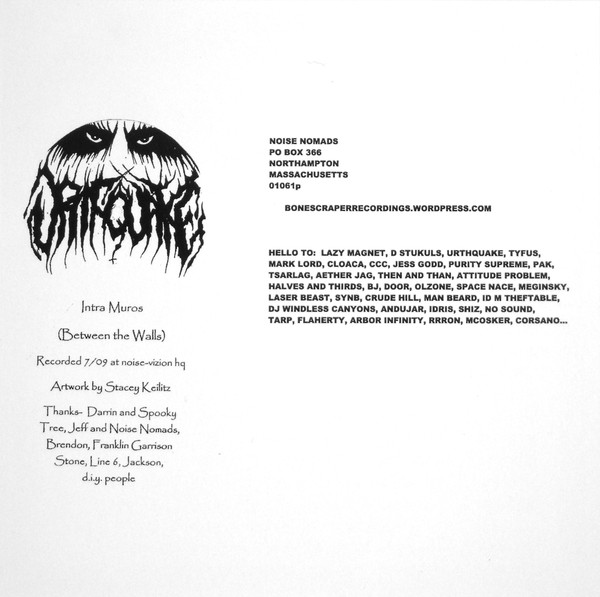 URTHQUAKE
Intra Muros
(Between the Walls)
Recorded 7/09 at noise-vizion hq
Artwork by Stacey Keilitz
Thanks- Darrin and Spooky
Tree, Jeff and Noise Nomads,
Brendon, Franklin Garrison
Stone, Line 6, Jackson,
d.i.y. people
NOISE NOMADS
PO BOX 366
NORTHAMPTON
MASSACHUSETTS
01061p
BONESCRAPERRECORDINGS.WORDPRESS.COM
HELLO TO: LAZY MAGNET, D STUKULS, URTHQUAKE, TYFUS,
MARK LORD, CLOACA, CCC, JESS GODD, PURITY SUPREME, PAK,
TSARLAG, AETHER JAG, THEN AND THAN, ATTITUDE PROBLEM,
HALVES AND THIRDS, BJ, DOOR, OLZONE, SPACE NACE, MEGINSKY,
LASER BEAST, SYNB, CRUDE HILL, MAN BEARD, ID M THEFTABLE,
DJ WINDLESS CANYONS, ANDUJAR, IDRIS, SHIZ, NO SOUND,
TARP, FLAHERTY, ARBOR INFINITY, RRRON, MCOSKER, CORSANO...